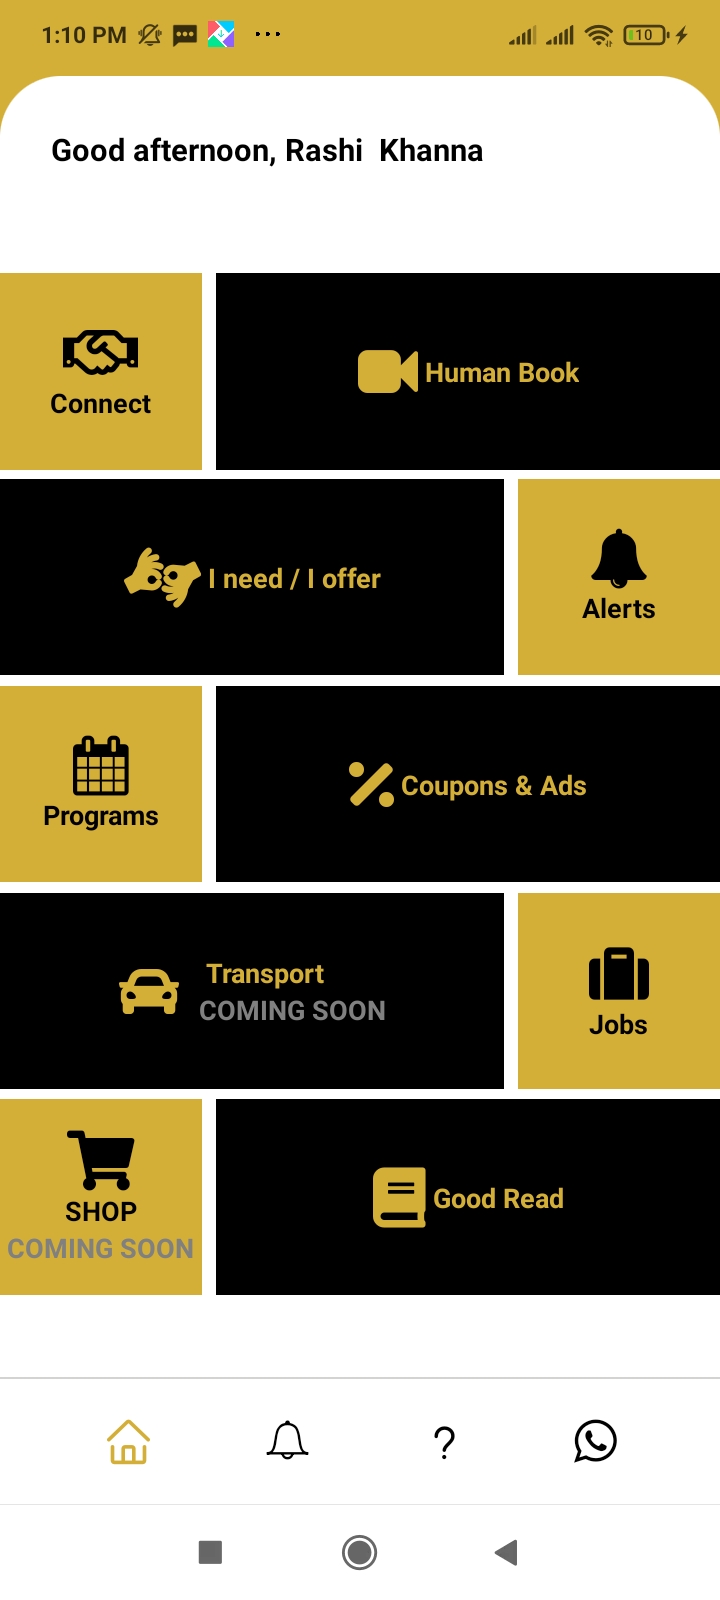 1:10 PM
10
Good afternoon, Rashi  Khanna
Connect
Human Book
I need / I offer
Alerts
Programs
Coupons & Ads
Transport
COMING SOON
Jobs
SHOP
COMING SOON
Good Read
?